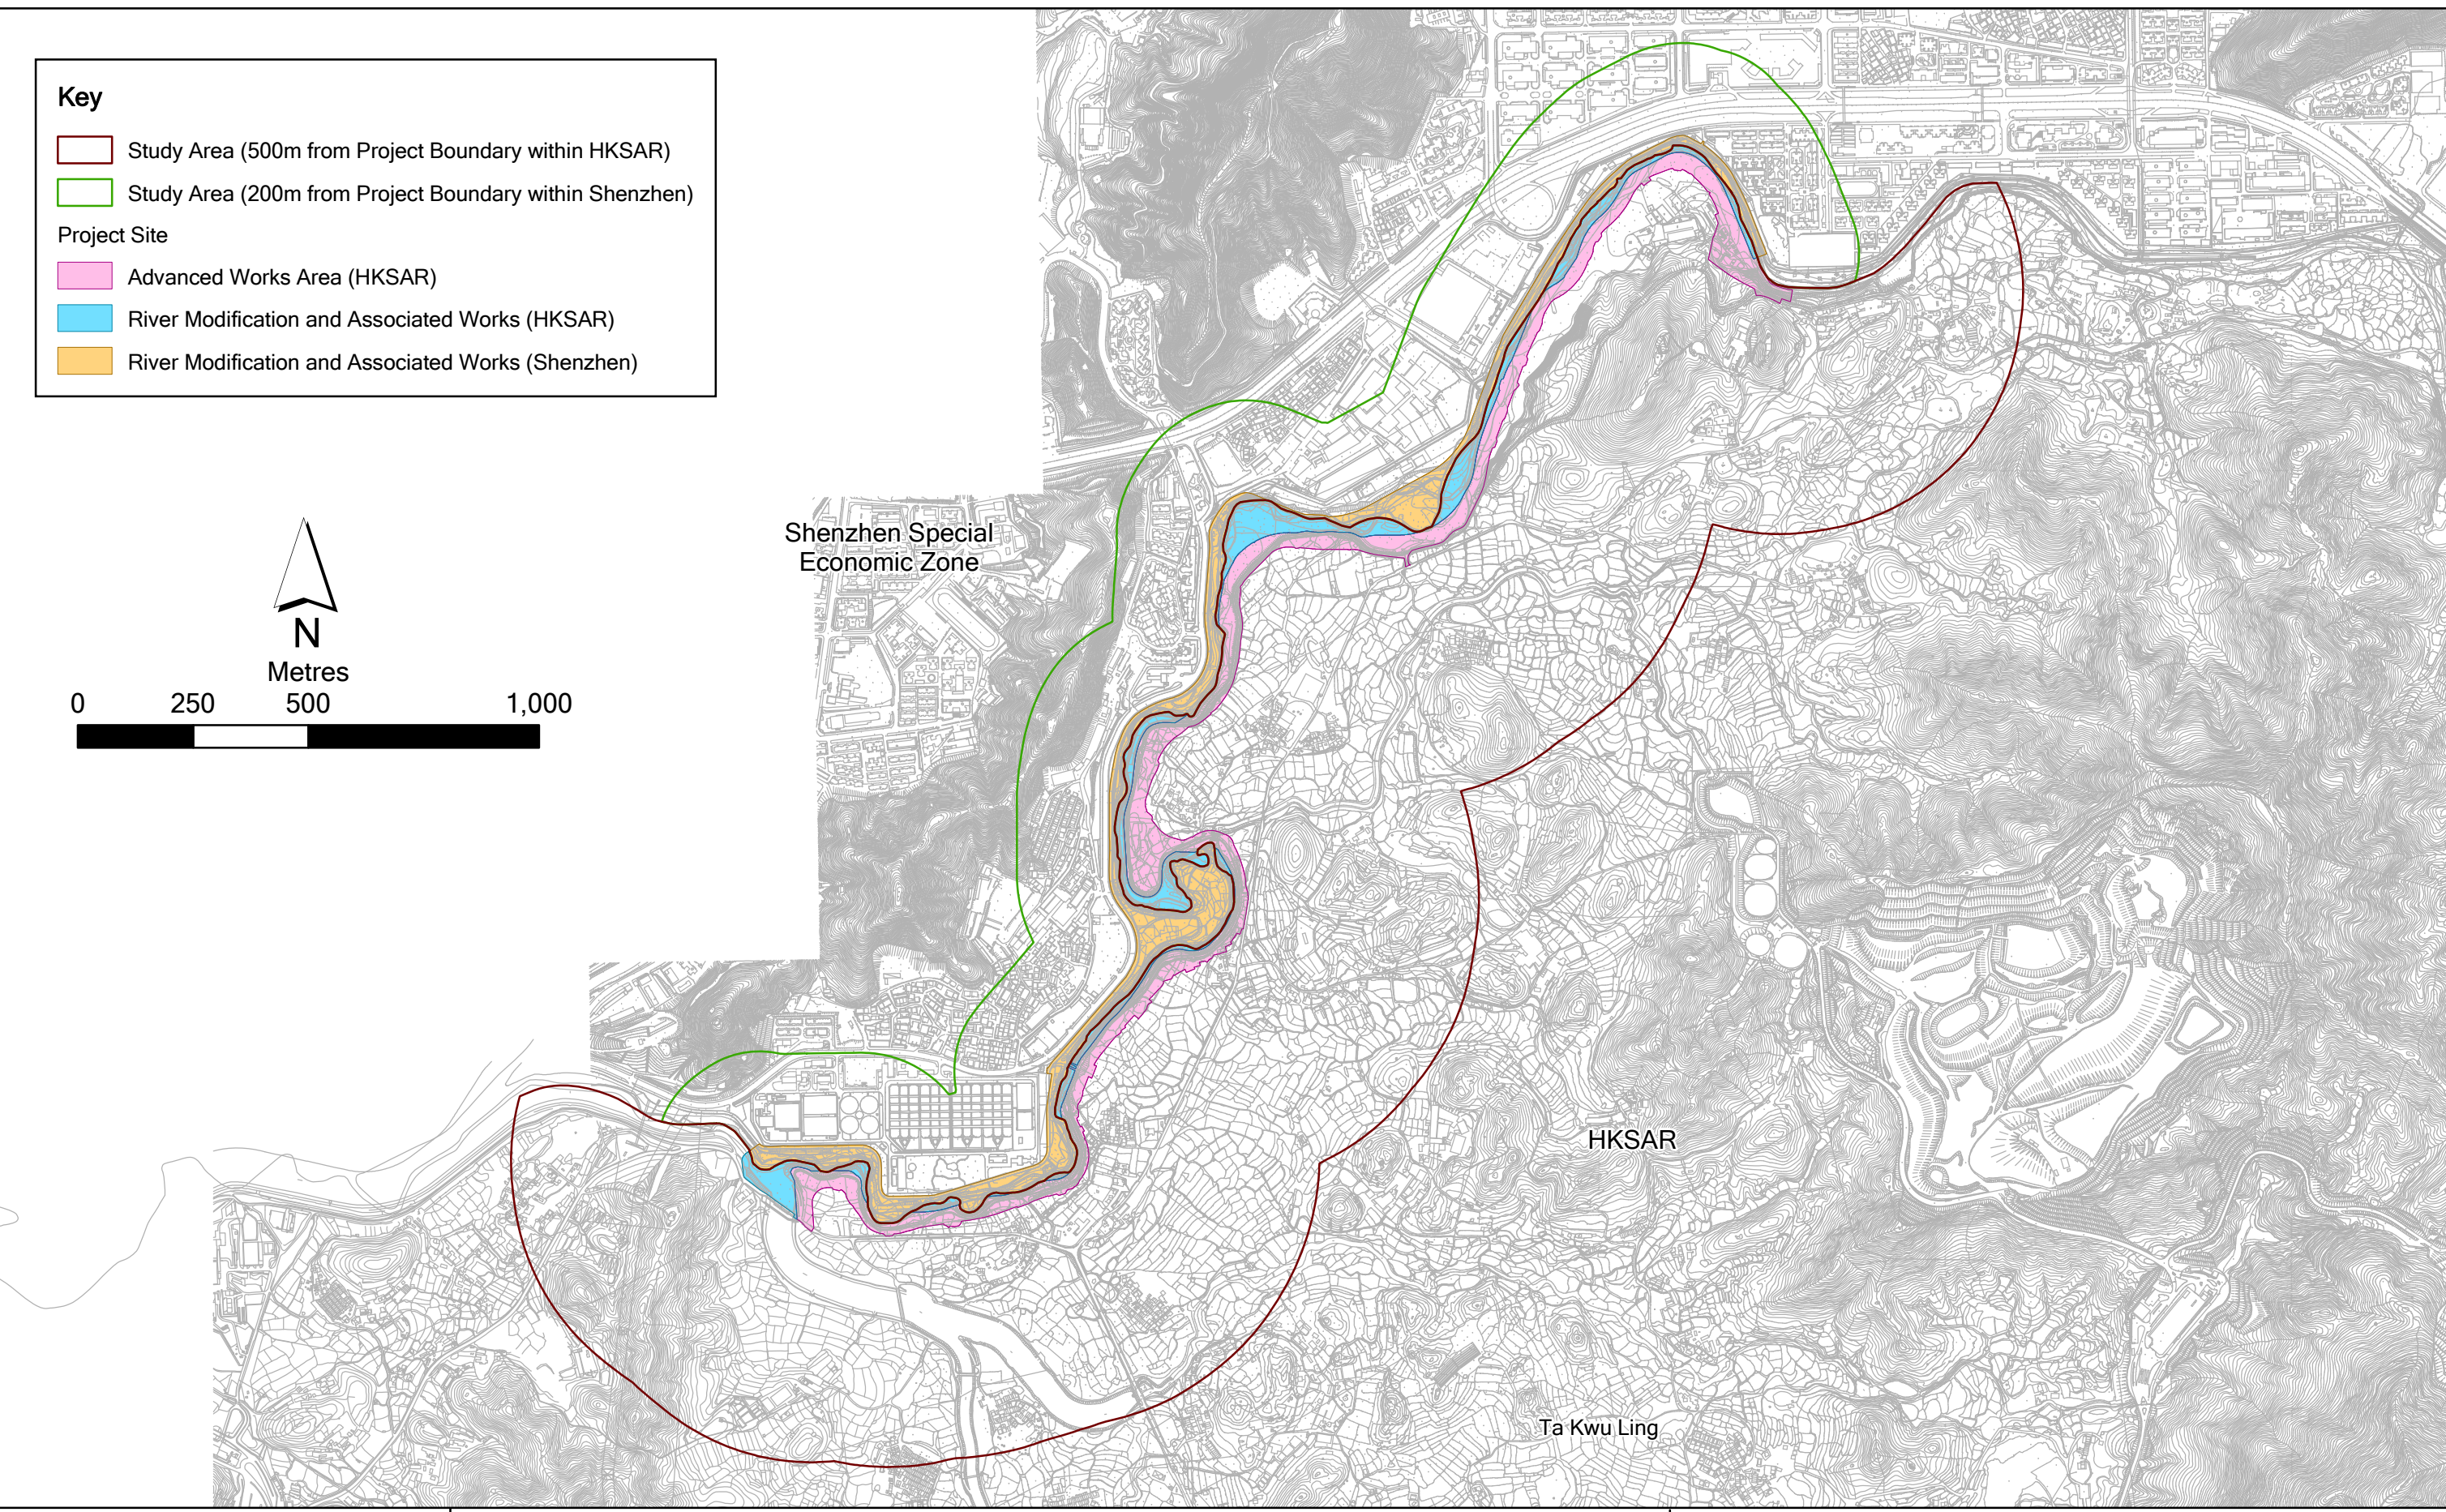 Key
Study Area (500m from Project Boundary within HKSAR)
Study Area (200m from Project Boundary within Shenzhen)
Project Site
Advanced Works Area (HKSAR)
River Modification and Associated Works (HKSAR)
River Modification and Associated Works (Shenzhen)
Shenzhen Special
Economic Zone
N
Metres
0 250 500 1,000
HKSAR
Ta Kwu Ling